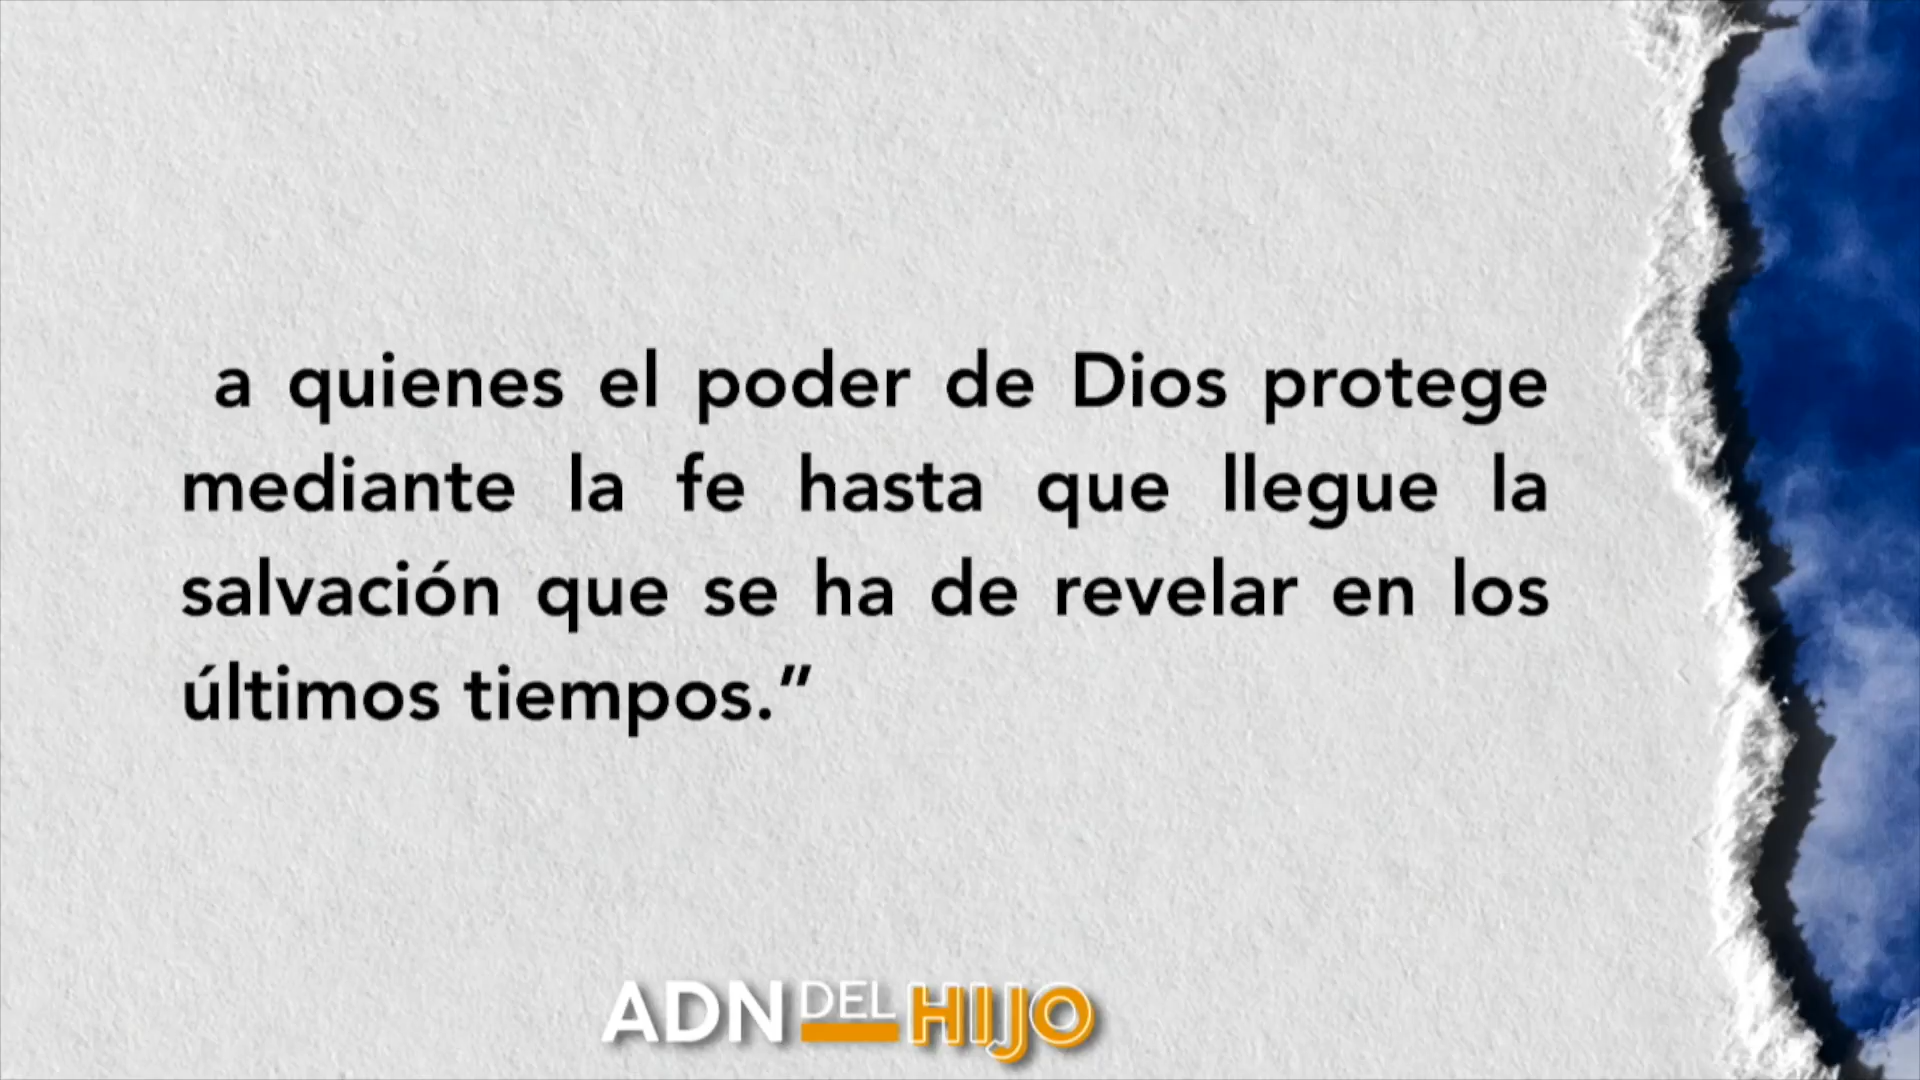 a quienes el poder de Dios protege
mediante la fe hasta que llegue la
salvación que se ha de revelar en los
últimos tiempos.”
ADN DEL HIJO